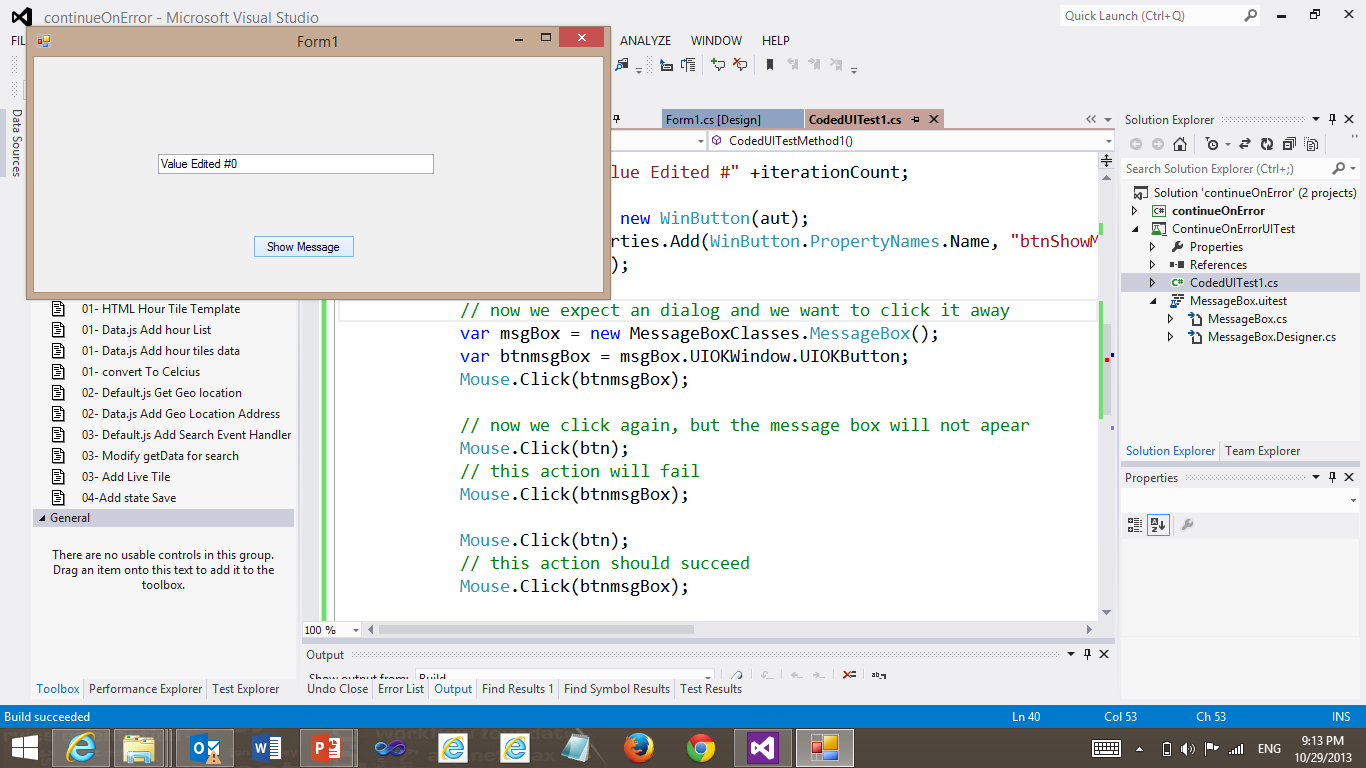 continueOnError - Microsoft Visual Studio
Quick Launch (Ctrl+Q)
ANALYZE WINDOW HELP
Form1
Value Edited #0
Show Message
Data Sources
Form1.cs [Design]
CodedUITest1.cs
CodedUITestMethod1()
lue Edited #" +iterationCount;
new WinButton(aut);
rties.Add(WinButton.PropertyNames.Name, "btnShowM
);
// now we expect an dialog and we want to click it away
var msgBox = new MessageBoxClasses.MessageBox();
var btnmsgBox = msgBox.UIOKWindow.UIOKButton;
Mouse.Click(btnmsgBox);
// now we click again, but the message box will not apear
Mouse.Click(btn);
// this action will fail
Mouse.Click(btnmsgBox);
Mouse.Click(btn);
// this action should succeed
Mouse.Click(btnmsgBox);
100 %
01- HTML Hour Tile Template
01- Data.js Add hour List
01- Data.js Add hour tiles data
01- convert To Celcius
02- Default.js Get Geo location
02- Data.js Add Geo Location Address
03- Default.js Add Search Event Handler
03- Modify getData for search
03- Add Live Tile
04-Add state Save
General
There are no usable controls in this group.
Drag an item onto this text to add it to the
toolbox.
Toolbox Performance Explorer Test Explorer
Output
Show output from: Build
Undo Close Error List Output Find Results 1 Find Symbol Results Test Results
Solution Explorer
Search Solution Explorer (Ctrl+;)
Solution 'continueOnError' (2 projects)
continueOnError
ContinueOnErrorUITest
Properties
References
CodedUITest1.cs
MessageBox.uitest
MessageBox.cs
MessageBox.Designer.cs
Solution Explorer Team Explorer
Properties
Build succeeded
Ln 40 Col 53 Ch 53 INS
ENG
9:13 PM
10/29/2013